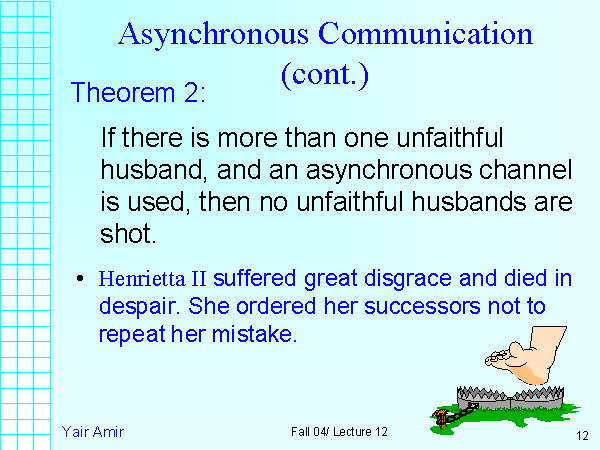 Asynchronous Communication
(cont.)
Theorem 2:
If there is more than one unfaithful
husband, and an asynchronous channel
is used, then no unfaithful husbands are
shot.
• Henrietta II suffered great disgrace and died in
despair. She ordered her successors not to
repeat her mistake.
Yair Amir
Fall 04/ Lecture 12
12